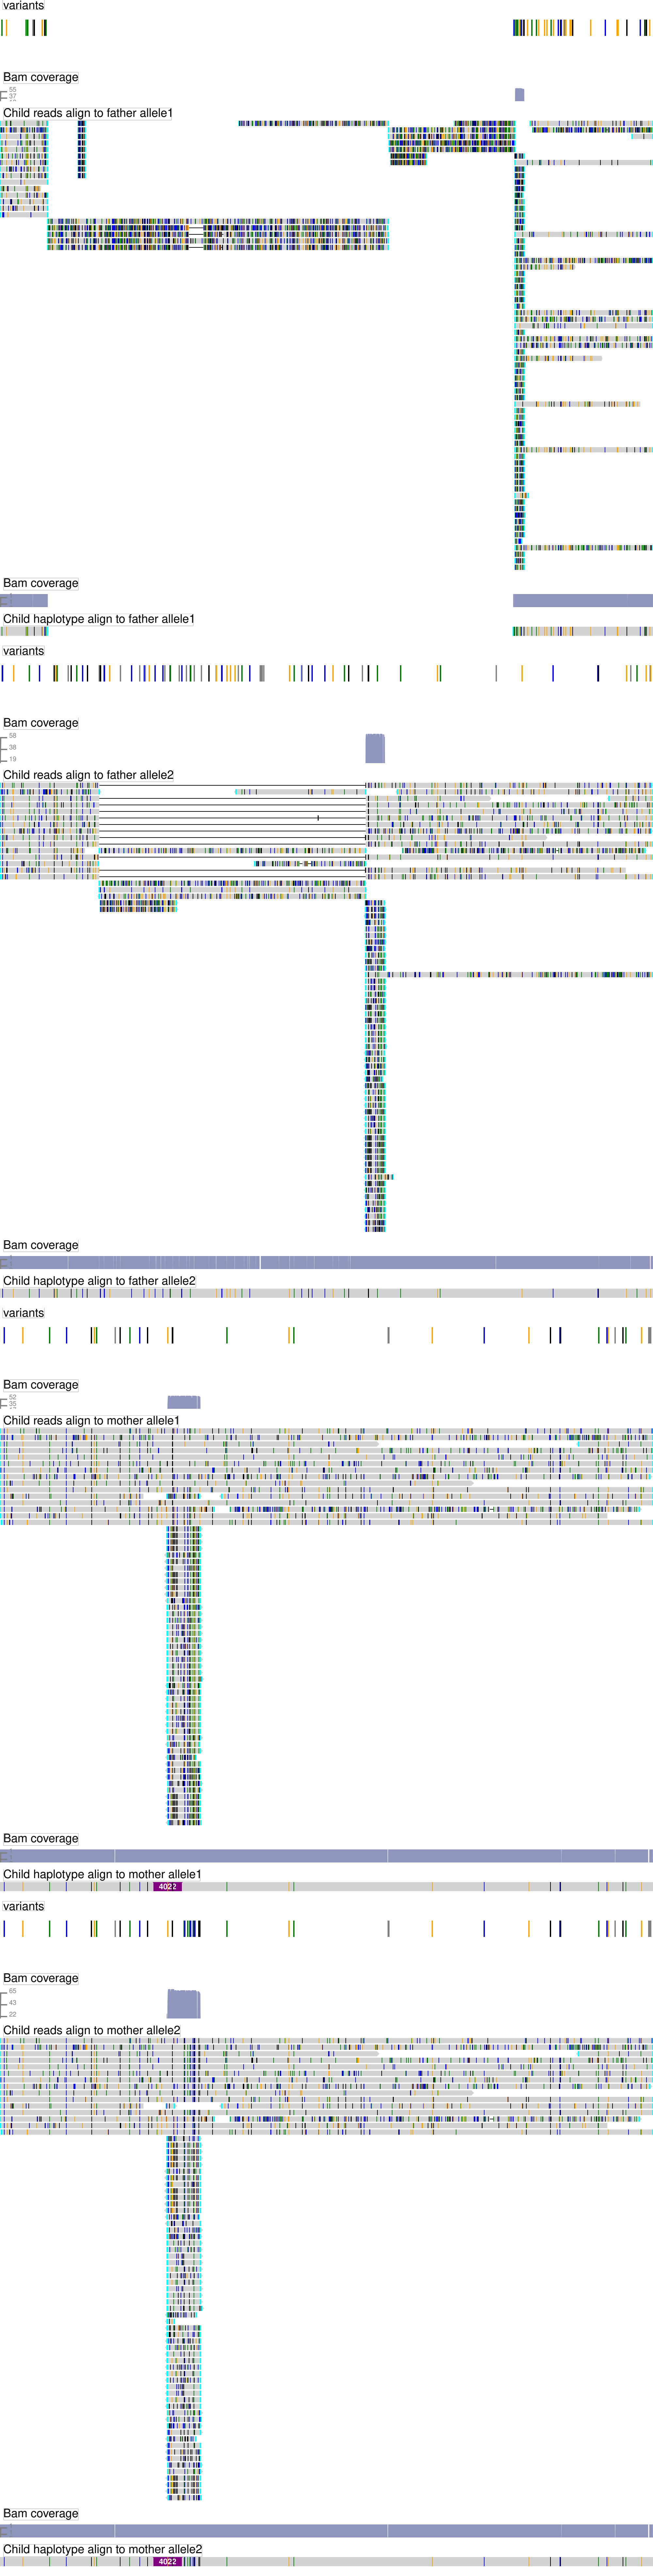 variants
Bam coverage
55
37
Child reads align to father allele1
Bam coverage
Child haplotype align to father allele1
variants
Bam coverage
58
38
19
Child reads align to father allele2
Bam coverage
Child haplotype align to father allele2
variants
Bam coverage
52
35
Child reads align to mother allele1
Bam coverage
Child haplotype align to mother allele1
4022
variants
Bam coverage
65
43
22
Child reads align to mother allele2
Bam coverage
Child haplotype align to mother allele2
4022